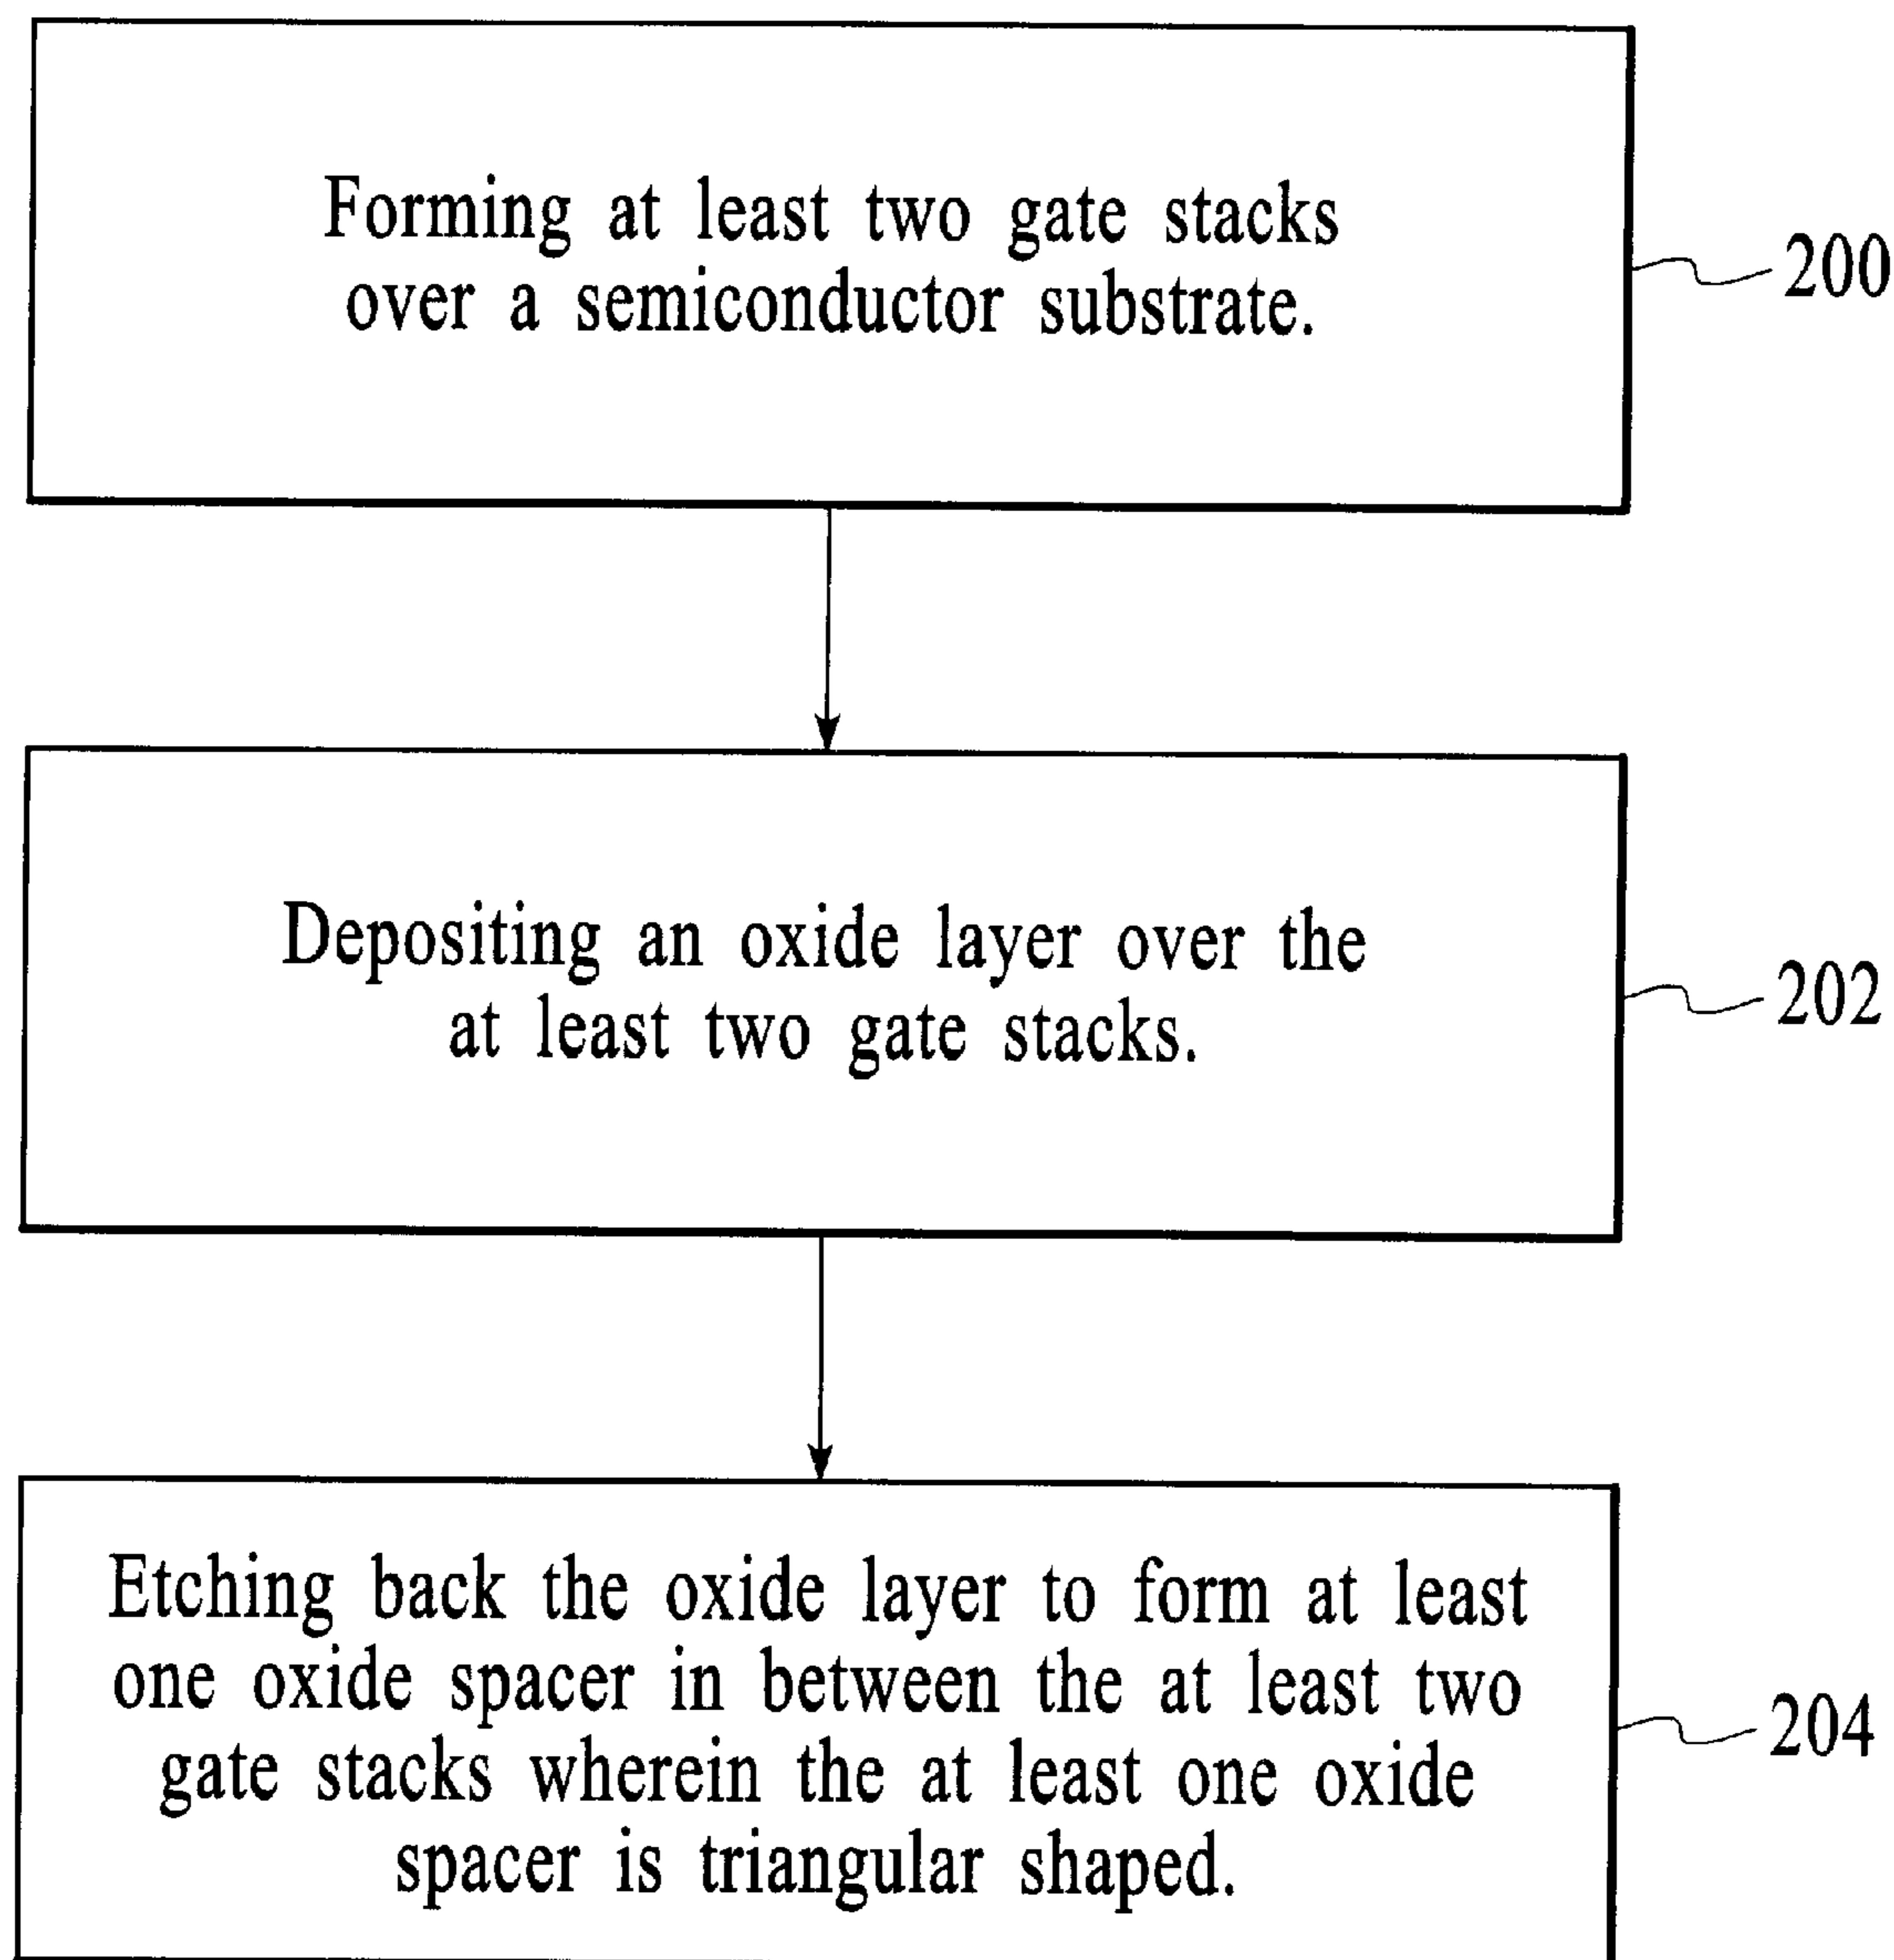 Forming at least two gate stacks
over a semiconductor substrate.
200
Depositing an oxide layer over the
at least two gate stacks.
202
Etching back the oxide layer to form at least
one oxide spacer in between the at least two
gate stacks wherein the at least one oxide
spacer is triangular shaped.
204